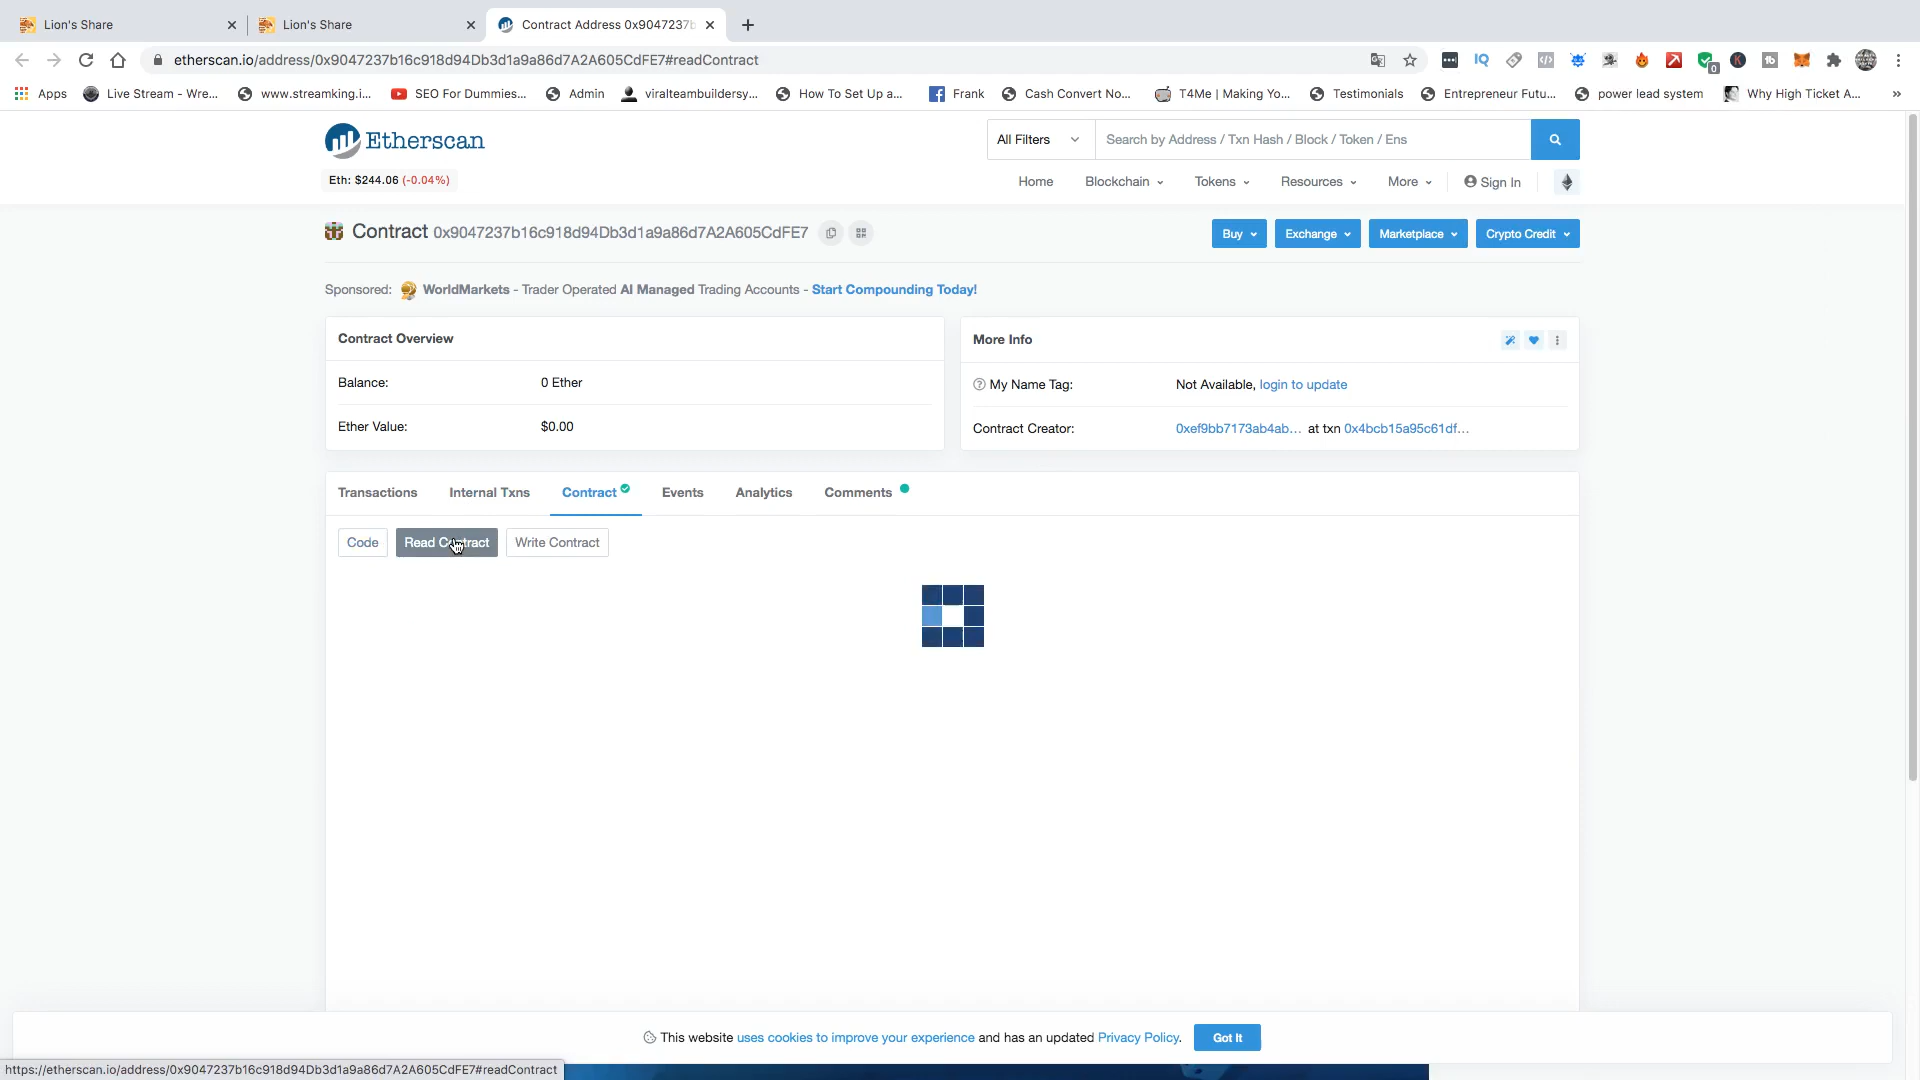 Lion's Share
Lion's Share
Contract Address 0x9047237b
etherscan.io/address/0x9047237b16c918d94Db3d1a9a86d7A2A605CdFE7#readContract
Apps
Live Stream - Wre...
www.streamking.i...
SEO For Dummies...
Admin
viralteambuildersy...
How To Set Up a...
Frank
Cash Convert No...
T4Me | Making Yo...
Testimonials
Entrepreneur Futu...
power lead system
Why High Ticket A...
»
Etherscan
All Filters
Search by Address / Txn Hash / Block / Token / Ens
Eth: $244.06 (-0.04%)
Home
Blockchain
Tokens
Resources
More
Sign In
Contract 0x9047237b16c918d94Db3d1a9a86d7A2A605CdFE7
Buy
Exchange
Marketplace
Crypto Credit
Sponsored: WorldMarkets - Trader Operated AI Managed Trading Accounts - Start Compounding Today!
Contract Overview
Balance: 0 Ether
Ether Value: $0.00
More Info
My Name Tag: Not Available, login to update
Contract Creator: 0xef9bb7173ab4ab... at txn 0x4bcb15a95c61df...
Transactions
Internal Txns
Contract
Events
Analytics
Comments
Code
Read Contract
Write Contract
This website uses cookies to improve your experience and has an updated Privacy Policy.
Got It
https://etherscan.io/address/0x9047237b16c918d94Db3d1a9a86d7A2A605CdFE7#readContract